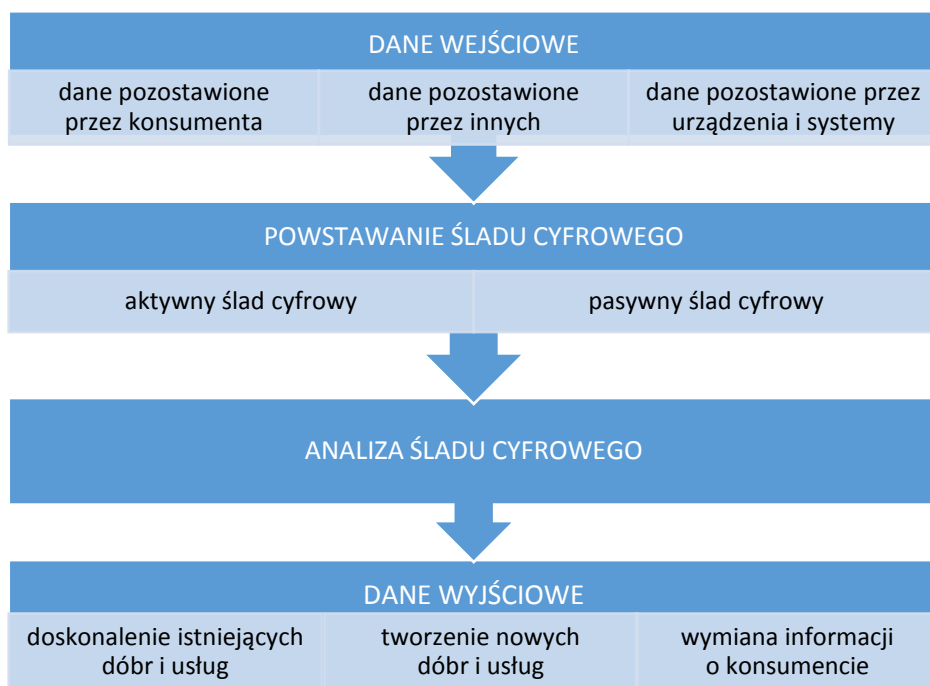 DANE WEJŚCIOWE
dane pozostawione
przez konsumenta
dane pozostawione
przez innych
dane pozostawione przez
urządzenia i systemy
POWSTAWANIE ŚLADU CYFROWEGO
aktywny ślad cyfrowy
pasywny ślad cyfrowy
ANALIZA ŚLADU CYFROWEGO
DANE WYJŚCIOWE
doskonalenie istniejących
dóbr i usług
tworzenie nowych
dóbr i usług
wymiana informacji
o konsumencie